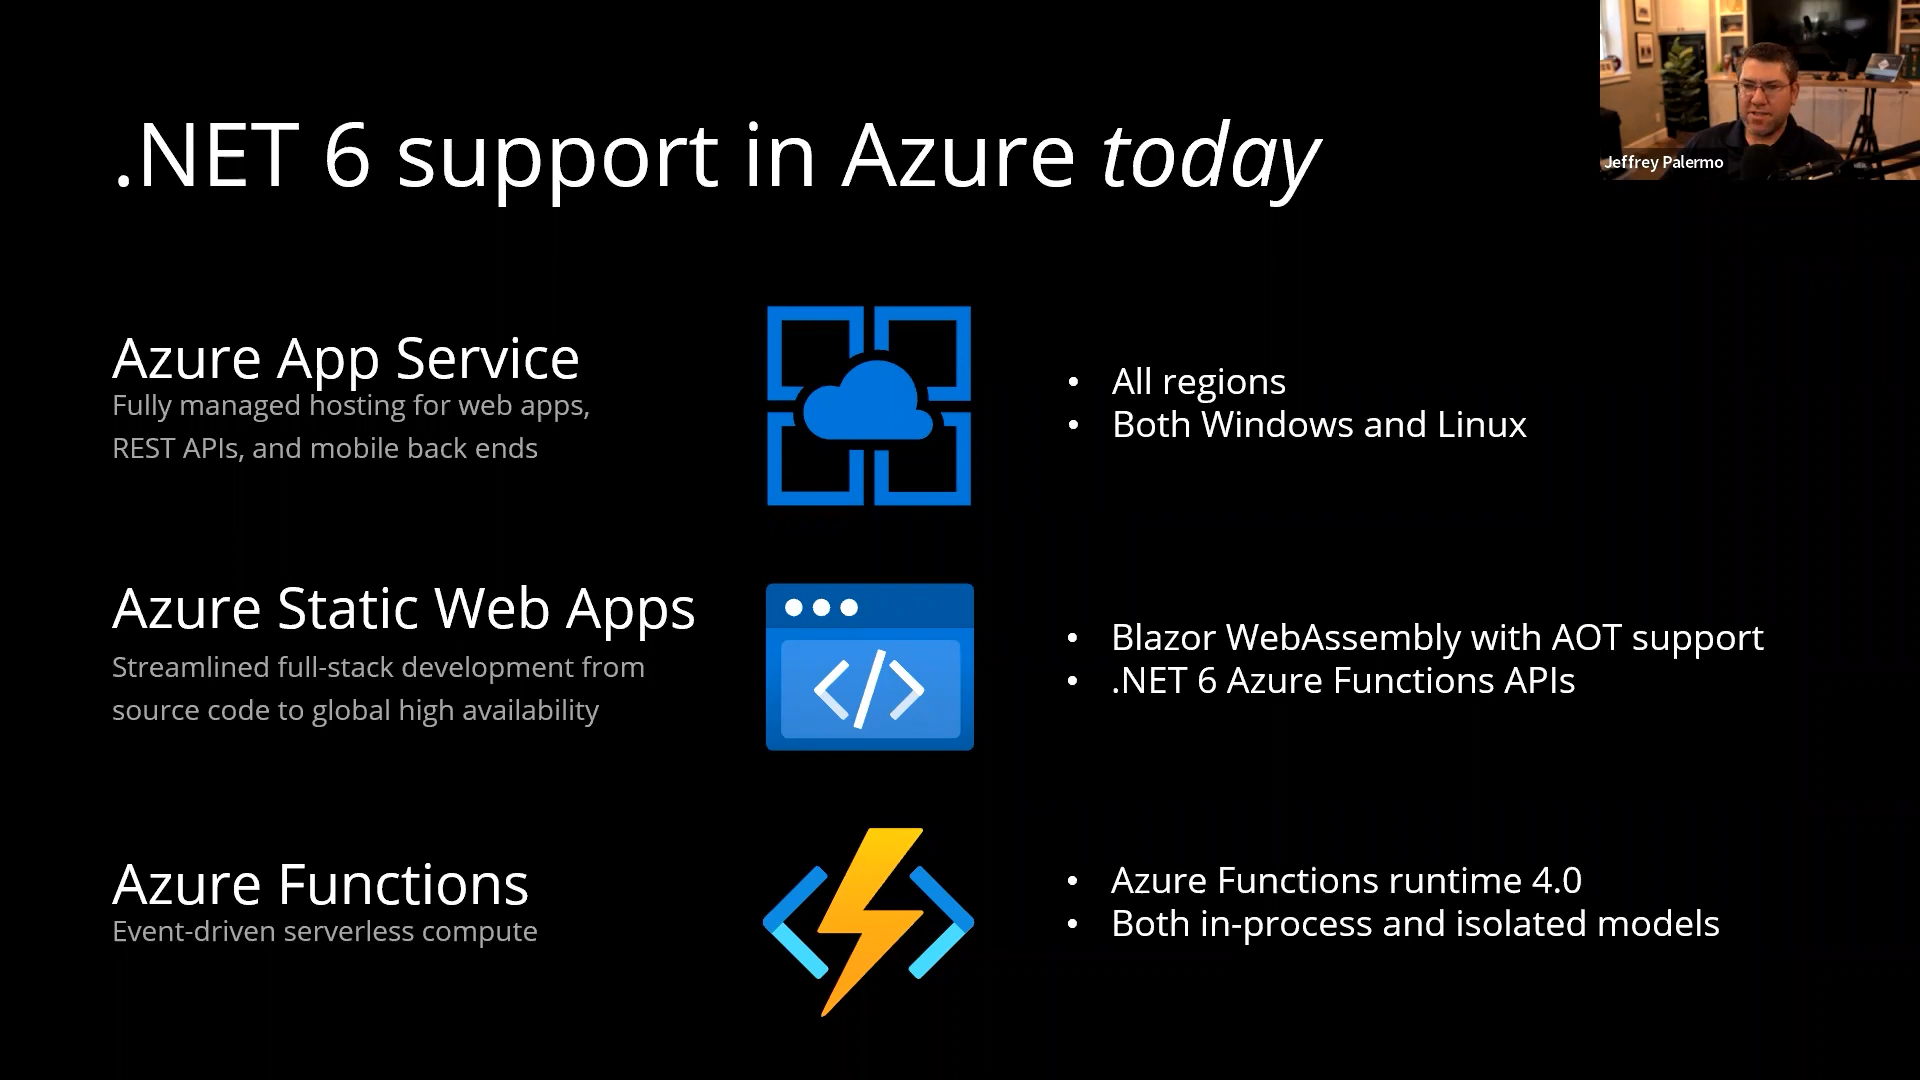 .NET 6 support in Azure today
Jeffrey Palermo
Azure App Service
Fully managed hosting for web apps,
REST APIs, and mobile back ends
• All regions
• Both Windows and Linux
Azure Static Web Apps
Streamlined full-stack development from
source code to global high availability
• Blazor WebAssembly with AOT support
• .NET 6 Azure Functions APIs
Azure Functions
Event-driven serverless compute
• Azure Functions runtime 4.0
• Both in-process and isolated models